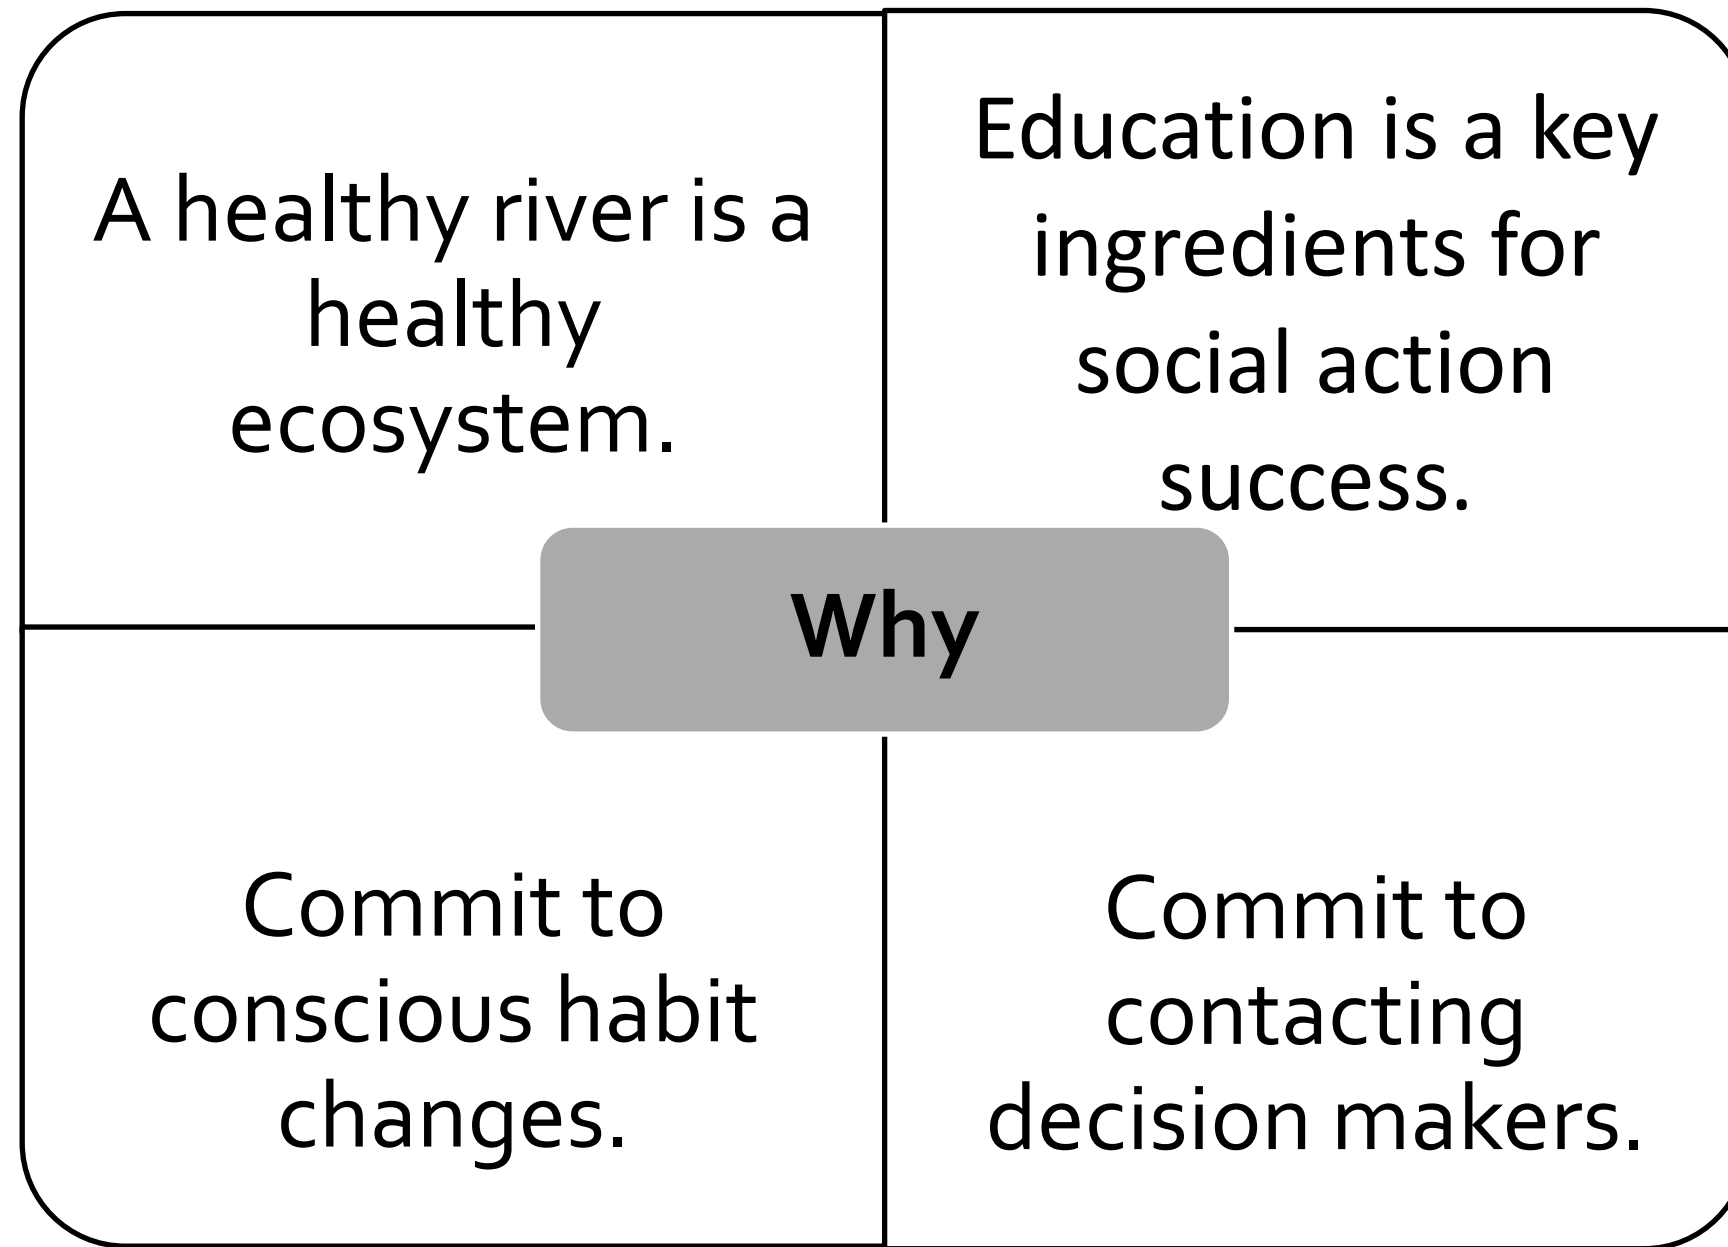 A healthy river is a
healthy
ecosystem.
Education is a key
ingredients for
social action
success.
Why
Commit to
conscious habit
changes.
Commit to
contacting
decision makers.